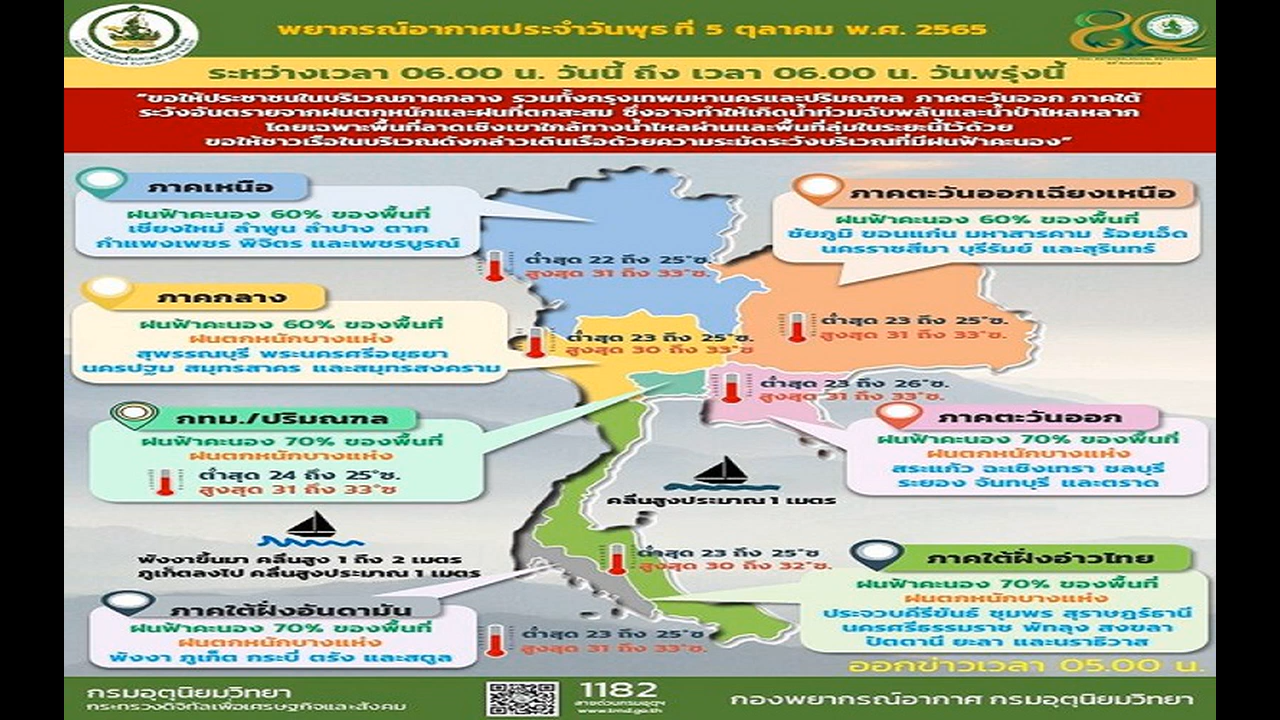 พยากรณ์อากาศประจำวันพุธ ที่ 5 ตุลาคม พ.ศ. 2565
ระหว่างเวลา 06.00 น. วันนี้ ถึง เวลา 06.00 น. วันพรุ่งนี้
"ขอให้ประชาชนในบริเวณภาคกลาง รวมทั้งกรุงเทพมหานครและปริมณฑล ภาคตะวันออก ภาคใต้
ระวังอันตรายจากฝนตกหนักและฝนที่ตกสะสม ซึ่งอาจทำให้เกิดน้ำท่วมฉับพลันและน้ำป่าไหลหลาก
โดยเฉพาะพื้นที่ลาดเชิงเขาใกล้ทางน้ำไหลผ่านและพื้นที่ลุ่มในระยะนี้ไว้ด้วย
ขอให้ชาวเรือในบริเวณดังกล่าวเดินเรือด้วยความระมัดระวังบริเวณที่มีฝนฟ้าคะนอง"
ภาคเหนือ
ฝนฟ้าคะนอง 60% ของพื้นที่
เชียงใหม่ ลำพูน ลำปาง ตาก
กำแพงเพชร พิจิตร และเพชรบูรณ์
ต่ำสุด 22 ถึง 25°ซ.
สูงสุด 31 ถึง 33°ซ.
ภาคตะวันออกเฉียงเหนือ
ฝนฟ้าคะนอง 60% ของพื้นที่
ชัยภูมิ ขอนแก่น มหาสารคาม ร้อยเอ็ด
นครราชสีมา บุรีรัมย์ และสุรินทร์
ต่ำสุด 23 ถึง 25°ซ.
สูงสุด 31 ถึง 33°ซ.
ภาคกลาง
ฝนฟ้าคะนอง 60% ของพื้นที่
ฝนตกหนักบางแห่ง
สุพรรณบุรี พระนครศรีอยุธยา
นครปฐม สมุทรสาคร และสมุทรสงคราม
ต่ำสุด 23 ถึง 25°ซ.
สูงสุด 30 ถึง 33°ซ
กทม./ปริมณฑล
ฝนฟ้าคะนอง 70% ของพื้นที่
ฝนตกหนักบางแห่ง
ต่ำสุด 24 ถึง 25°ซ.
สูงสุด 31 ถึง 33°ซ
ต่ำสุด 23 ถึง 26°ซ.
สูงสุด 31 ถึง 33°ซ.
ภาคตะวันออก
ฝนฟ้าคะนอง 70% ของพื้นที่
ฝนตกหนักบางแห่ง
สระแก้ว ฉะเชิงเทรา ชลบุรี
ระยอง จันทบุรี และตราด
คลื่นสูงประมาณ 1 เมตร
พังงาขึ้นมา คลื่นสูง 1 ถึง 2 เมตร
ภูเก็ตลงไป คลื่นสูงประมาณ 1 เมตร
ภาคใต้ฝั่งอันดามัน
ฝนฟ้าคะนอง 70% ของพื้นที่
ฝนตกหนักบางแห่ง
พังงา ภูเก็ต กระบี่ ตรัง และสตูล
ต่ำสุด 23 ถึง 25°ซ
สูงสุด 31 ถึง 33°ซ.
ต่ำสุด 23 ถึง 25°ซ
สูงสุด 30 ถึง 32°ซ.
ภาคใต้ฝั่งอ่าวไทย
ฝนฟ้าคะนอง 70% ของพื้นที่
ฝนตกหนักบางแห่ง
ประจวบคีรีขันธ์ ชุมพร สุราษฎร์ธานี
นครศรีธรรมราช พัทลุง สงขลา
ปัตตานี ยะลา และนราธิวาส
ออกข่าวเวลา 05.00 น.
กรมอุตุนิยมวิทยา
กระทรวงดิจิทัลเพื่อเศรษฐกิจและสังคม
1182
สายด่วนกรมอุตุฯ
www.tmd.go.th
กองพยากรณ์อากาศ กรมอุตุนิยมวิทยา